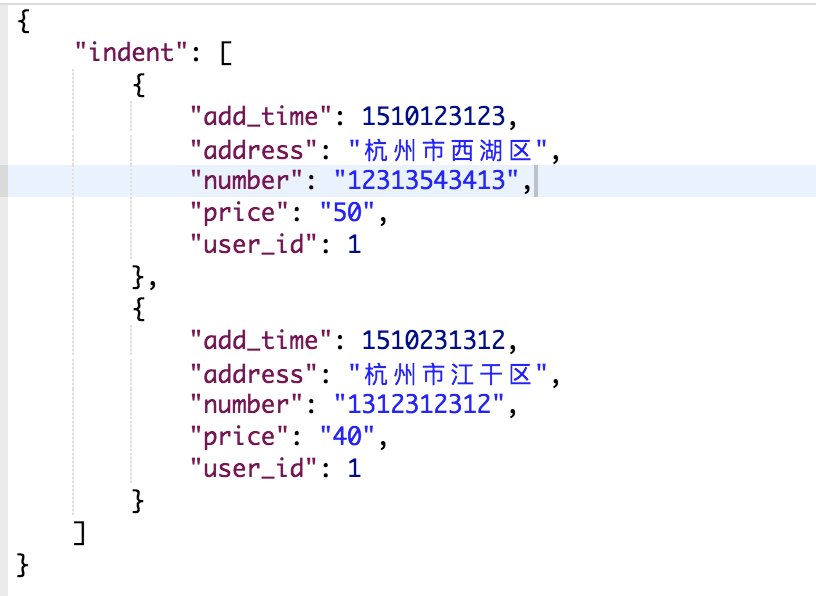 {
    "indent": [
        {
            "add_time": 1510123123,
            "address": "杭州市西湖区",
            "number": "12313543413",
            "price": "50",
            "user_id": 1
        },
        {
            "add_time": 1510231312,
            "address": "杭州市江干区",
            "number": "1312312312",
            "price": "40",
            "user_id": 1
        }
    ]
}